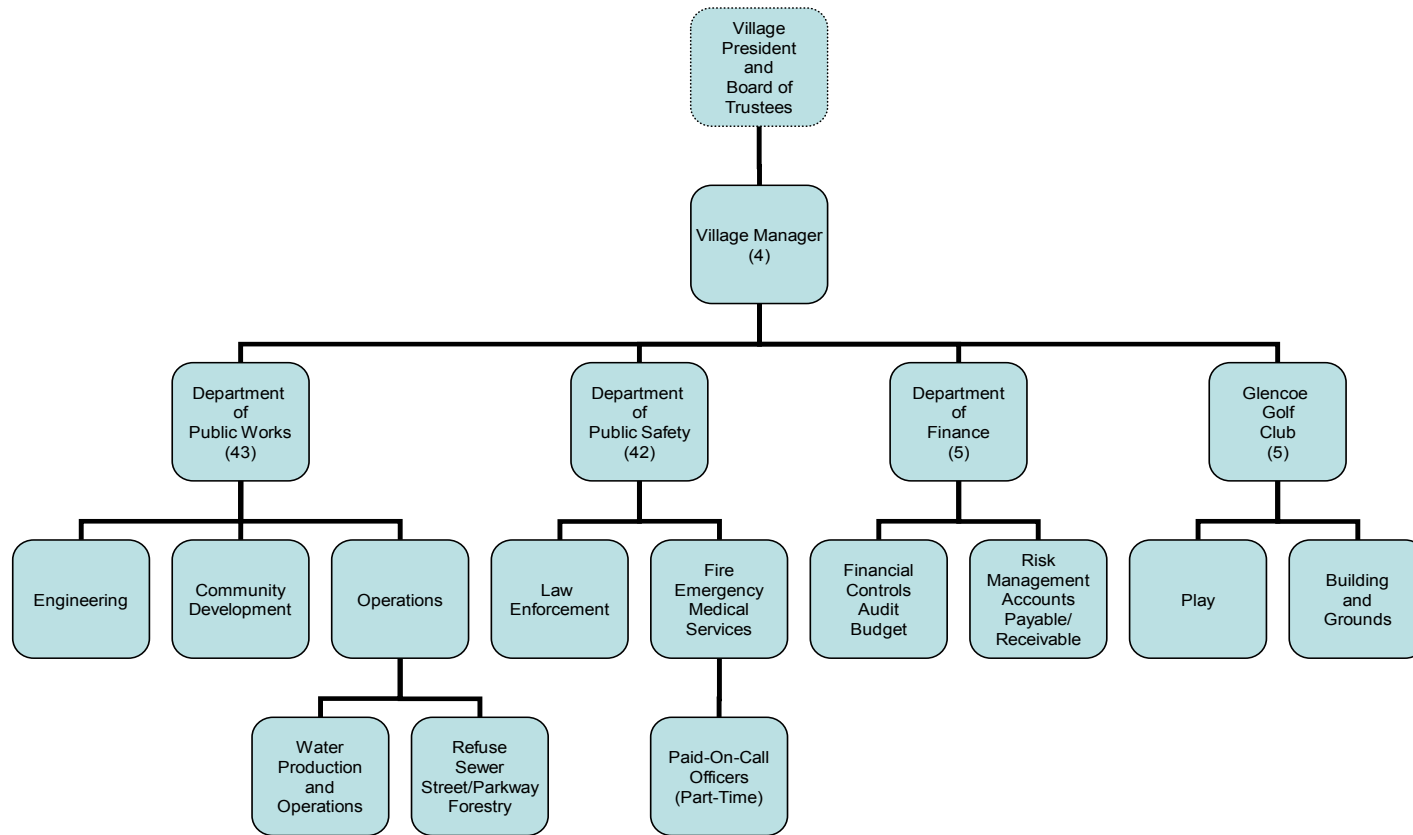 Village
President
and
Board of
Trustees
Village Manager
(4)
Department
of
Public Works
(43)
Department
of
Public Safety
(42)
Department
of
Finance
(5)
Glencoe
Golf
Club
(5)
Engineering
Community
Development
Operations
Law
Enforcement
Fire
Emergency
Medical
Services
Financial
Controls
Audit
Budget
Risk
Management
Accounts
Payable/
Receivable
Play
Building
and
Grounds
Water
Production
and
Operations
Refuse
Sewer
Street/Parkway
Forestry
Paid-On-Call
Officers
(Part-Time)